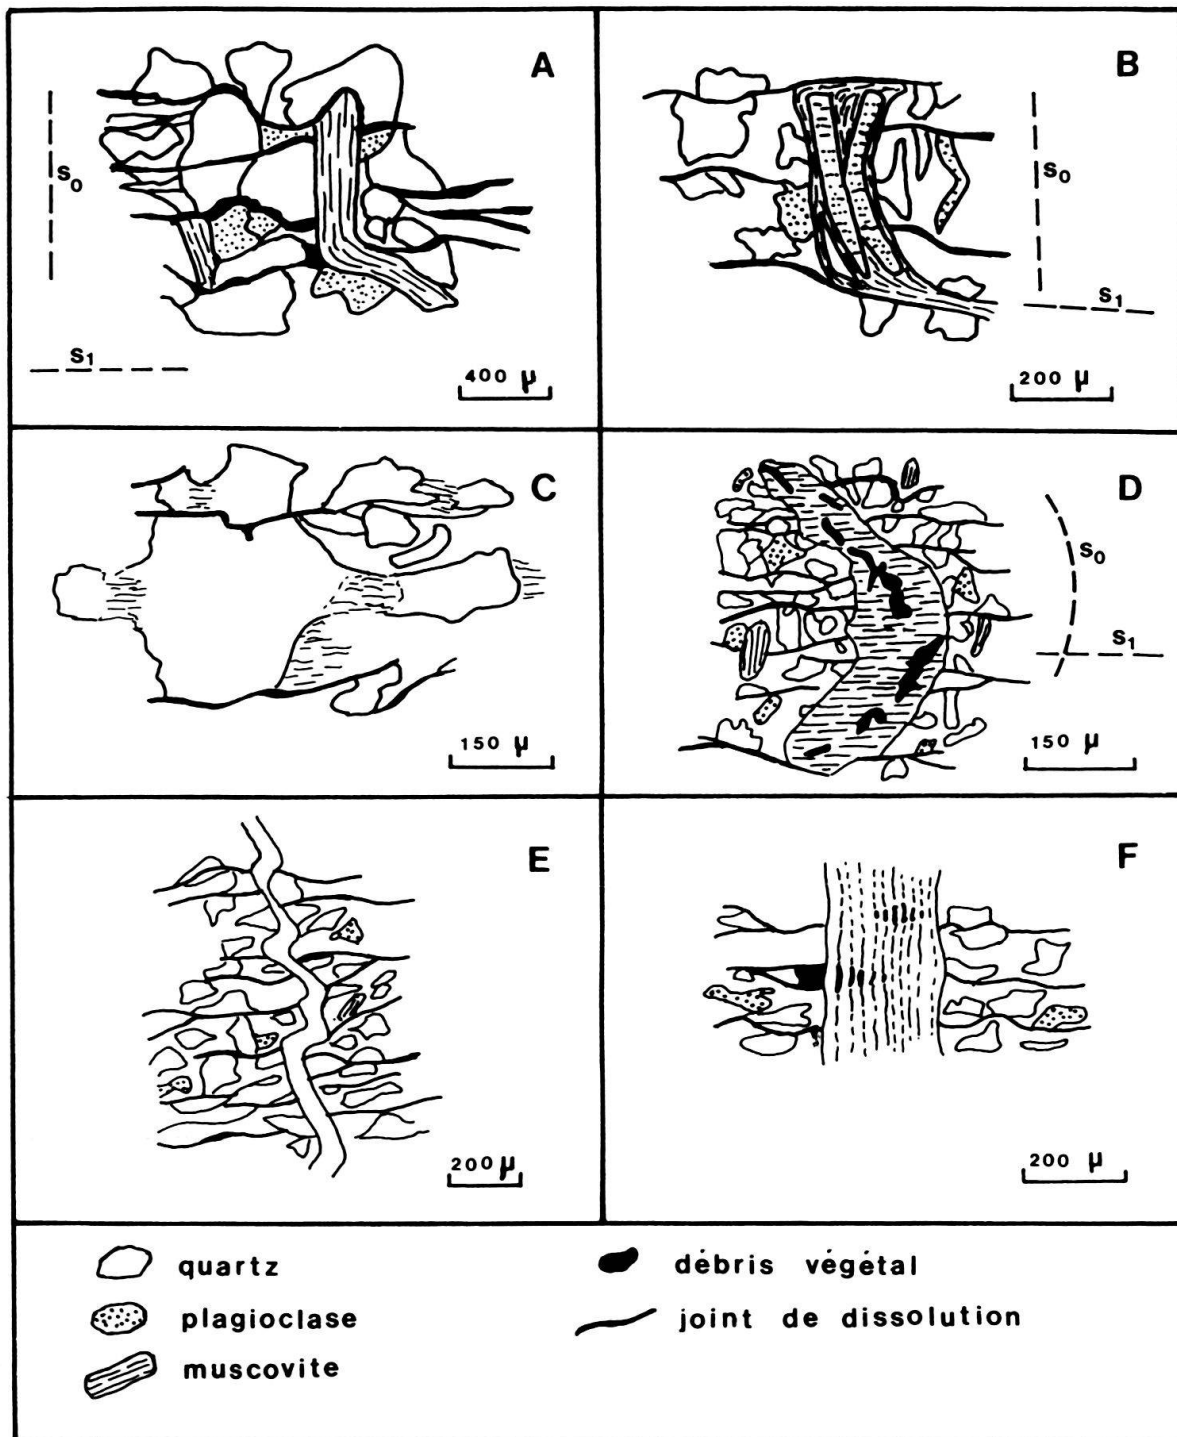 A
S0
S1
400 μ
B
S0
S1
200 μ
C
150 μ
D
S0
S1
150 μ
E
200 μ
F
200 μ
quartz
plagioclase
muscovite
débris végétal
joint de dissolution